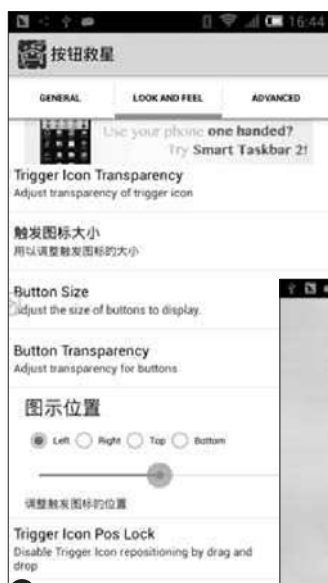 16:44
按钮救星
GENERAL LOOK AND FEEL ADVANCED
Use your phone one handed?
Try Smart Taskbar 2!
Trigger Icon Transparency
Adjust transparency of trigger icon
触发图标大小
用以调整触发图标的大小
Button Size
Adjust the size of buttons to display.
Button Transparency
Adjust transparency for buttons
图示位置
Left Right Top Bottom
调整触发图标的位置
Trigger Icon Pos Lock
Disable Trigger Icon repositioning by drag and
drop